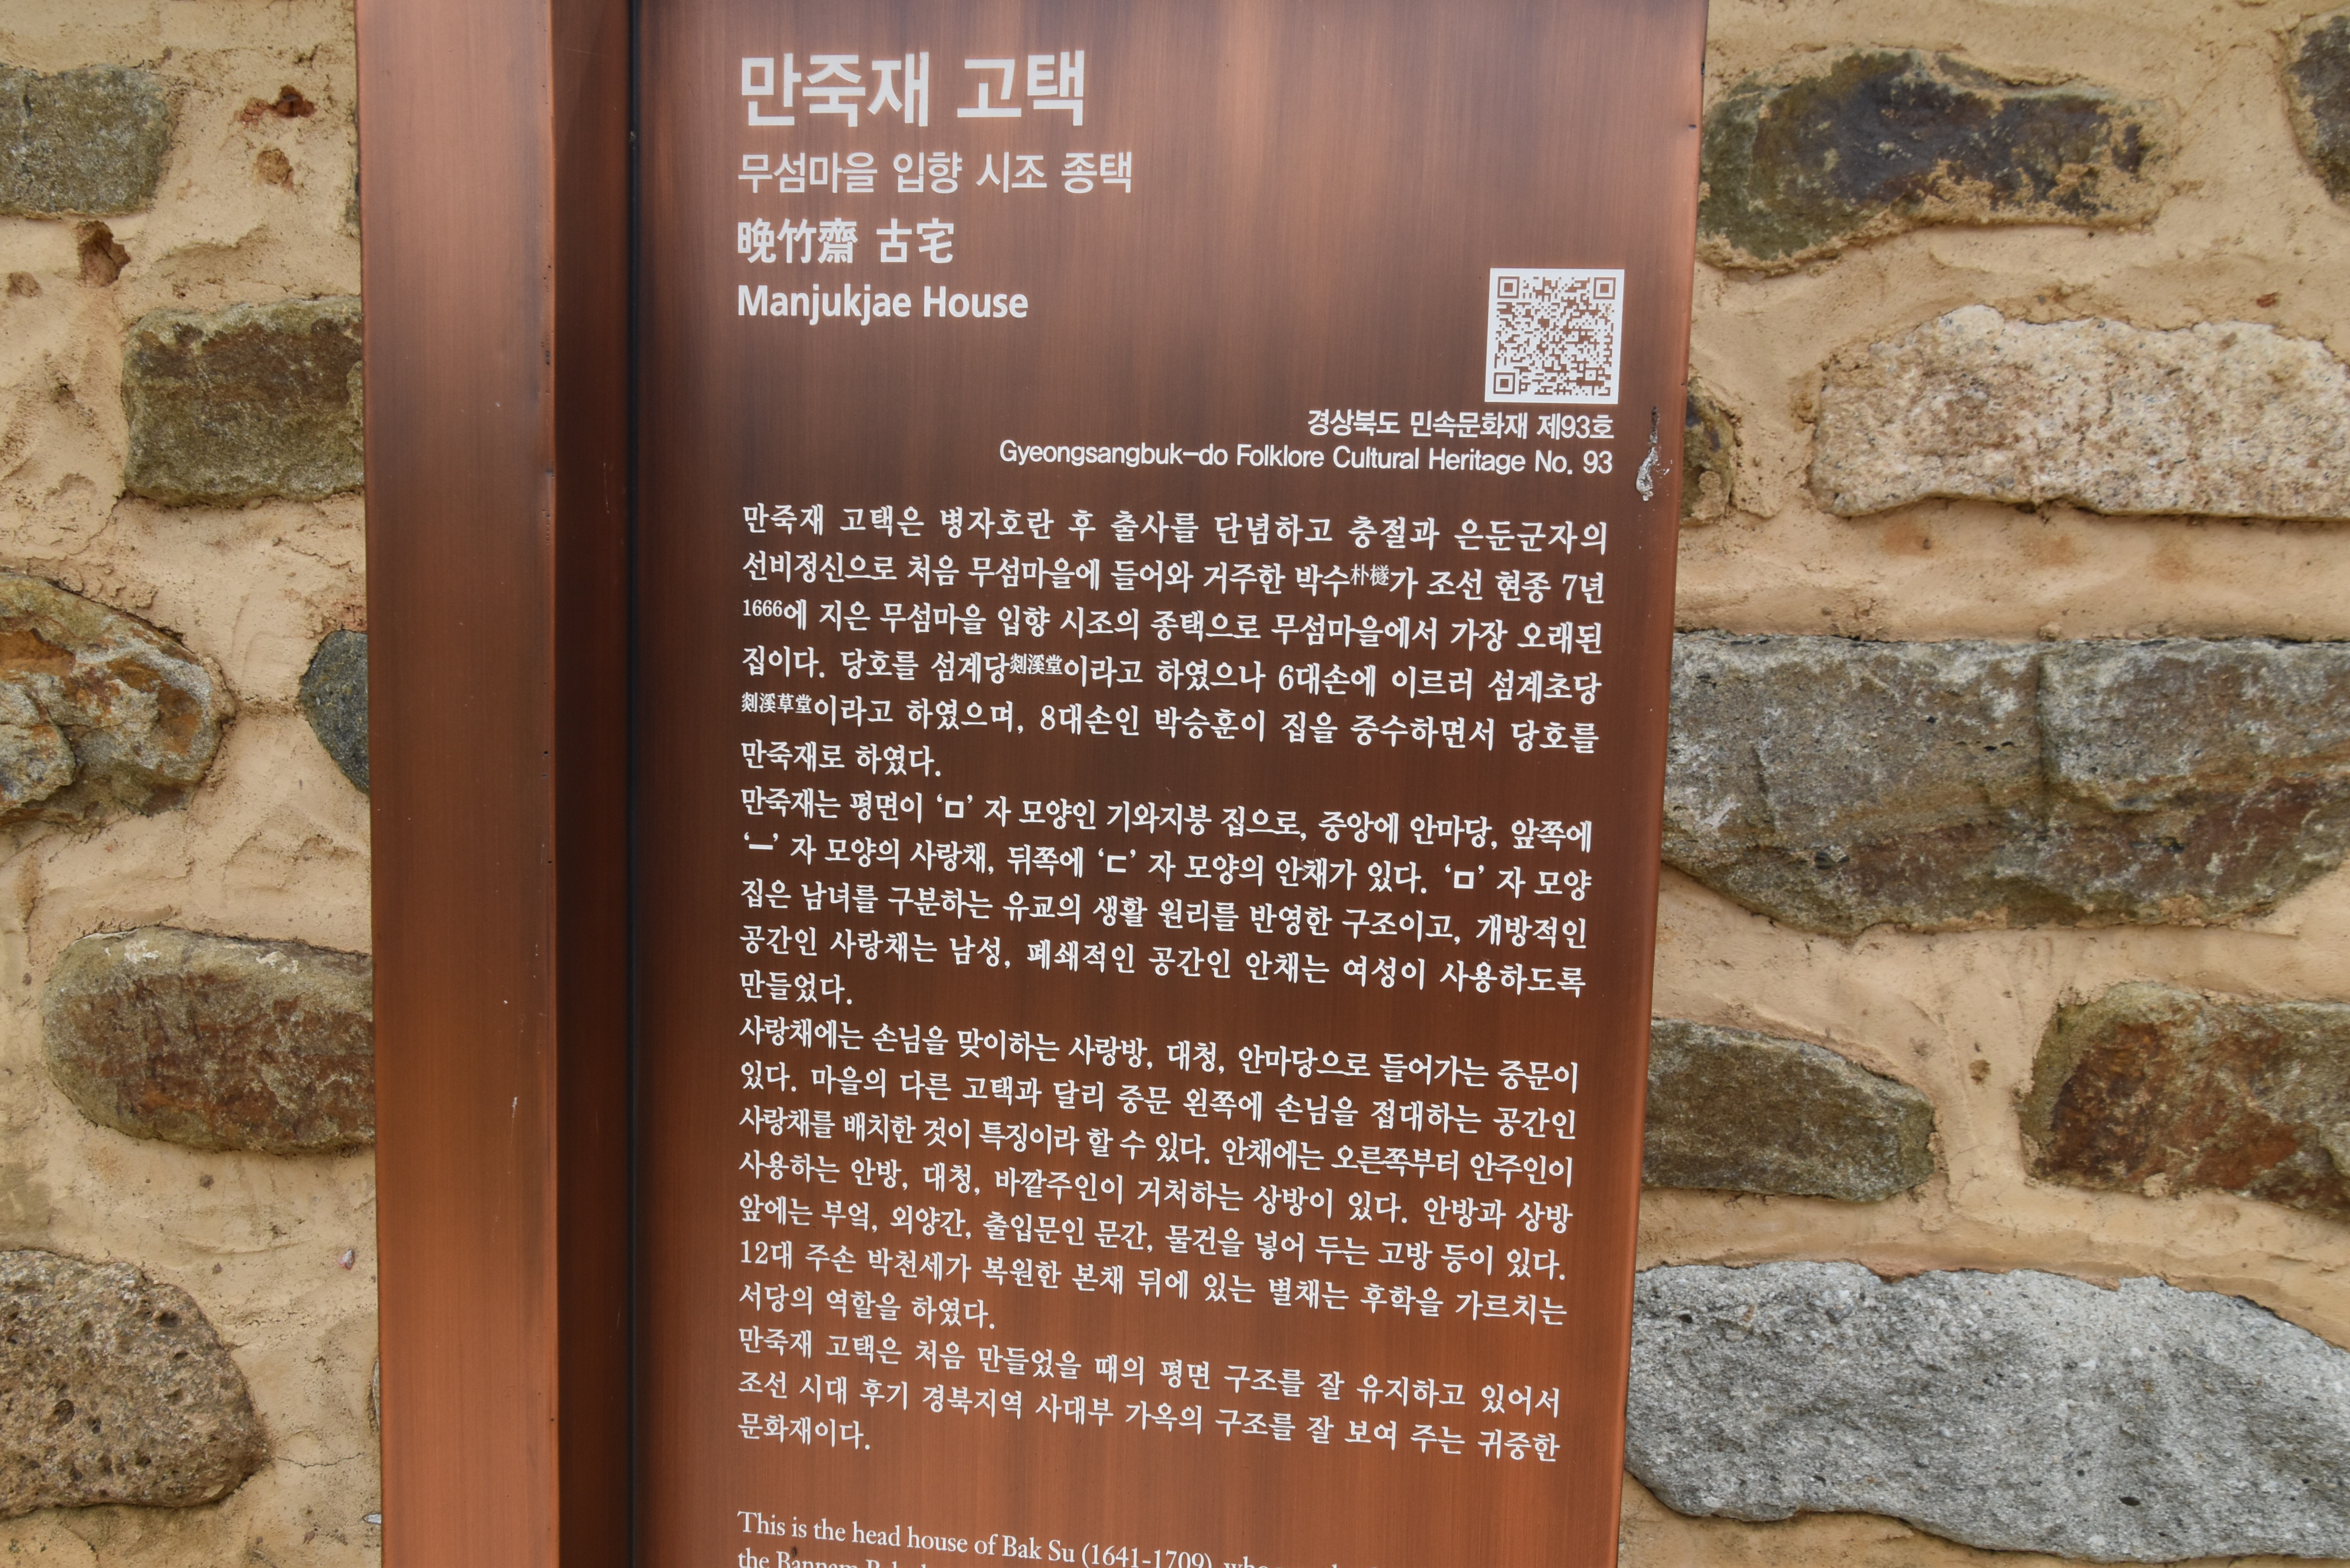 만죽재 고택
무섬마을 입향 시조 종택
晩竹齋 古宅
Manjukjae House
경상북도 민속문화재 제93호
Gyeongsangbuk-do Folklore Cultural Heritage No. 93
만죽재 고택은 병자호란 후 출사를 단념하고 충절과 은둔군자의
선비정신으로 처음 무섬마을에 들어와 거주한 박수朴檖가 조선 현종 7년
1666에 지은 무섬마을 입향 시조의 종택으로 무섬마을에서 가장 오래된
집이다. 당호를 섬계당剡溪堂이라고 하였으나 6대손에 이르러 섬계초당
剡溪草堂이라고 하였으며, 8대손인 박승훈이 집을 중수하면서 당호를
만죽재로 하였다.
만죽재는 평면이 ‘ㅁ’ 자 모양인 기와지붕 집으로, 중앙에 안마당, 앞쪽에
‘ㅡ’ 자 모양의 사랑채, 뒤쪽에 ‘ㄷ’ 자 모양의 안채가 있다. ‘ㅁ’ 자 모양
집은 남녀를 구분하는 유교의 생활 원리를 반영한 구조이고, 개방적인
공간인 사랑채는 남성, 폐쇄적인 공간인 안채는 여성이 사용하도록
만들었다.
사랑채에는 손님을 맞이하는 사랑방, 대청, 안마당으로 들어가는 중문이
있다. 마을의 다른 고택과 달리 중문 왼쪽에 손님을 접대하는 공간인
사랑채를 배치한 것이 특징이라 할 수 있다. 안채에는 오른쪽부터 안주인이
사용하는 안방, 대청, 바깥주인이 거처하는 상방이 있다. 안방과 상방
앞에는 부엌, 외양간, 출입문인 문간, 물건을 넣어 두는 고방 등이 있다.
12대 주손 박천세가 복원한 본채 뒤에 있는 별채는 후학을 가르치는
서당의 역할을 하였다.
만죽재 고택은 처음 만들었을 때의 평면 구조를 잘 유지하고 있어서
조선 시대 후기 경북지역 사대부 가옥의 구조를 잘 보여 주는 귀중한
문화재이다.
This is the head house of Bak Su (1641-1709),
the Bannam